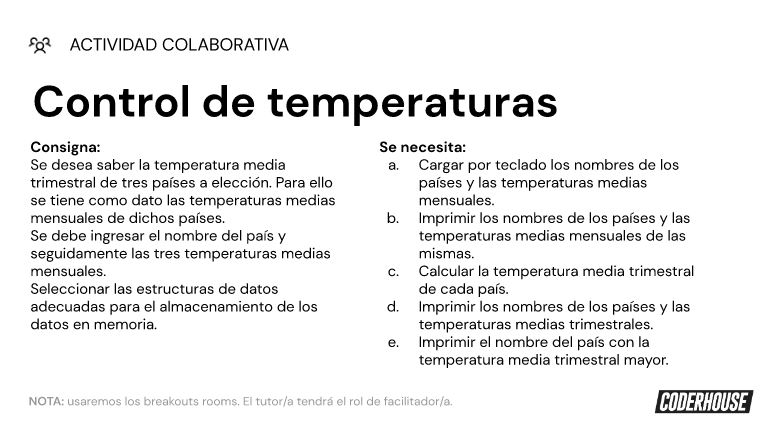 ACTIVIDAD COLABORATIVA
Control de temperaturas
Consigna:
Se desea saber la temperatura media
trimestral de tres países a elección. Para ello
se tiene como dato las temperaturas medias
mensuales de dichos países.
Se debe ingresar el nombre del país y
seguidamente las tres temperaturas medias
mensuales.
Seleccionar las estructuras de datos
adecuadas para el almacenamiento de los
datos en memoria.
Se necesita:
a. Cargar por teclado los nombres de los
países y las temperaturas medias
mensuales.
b. Imprimir los nombres de los países y las
temperaturas medias mensuales de las
mismas.
c. Calcular la temperatura media trimestral
de cada país.
d. Imprimir los nombres de los países y las
temperaturas medias trimestrales.
e. Imprimir el nombre del país con la
temperatura media trimestral mayor.
NOTA: usaremos los breakouts rooms. El tutor/a tendrá el rol de facilitador/a.
CODERHOUSE